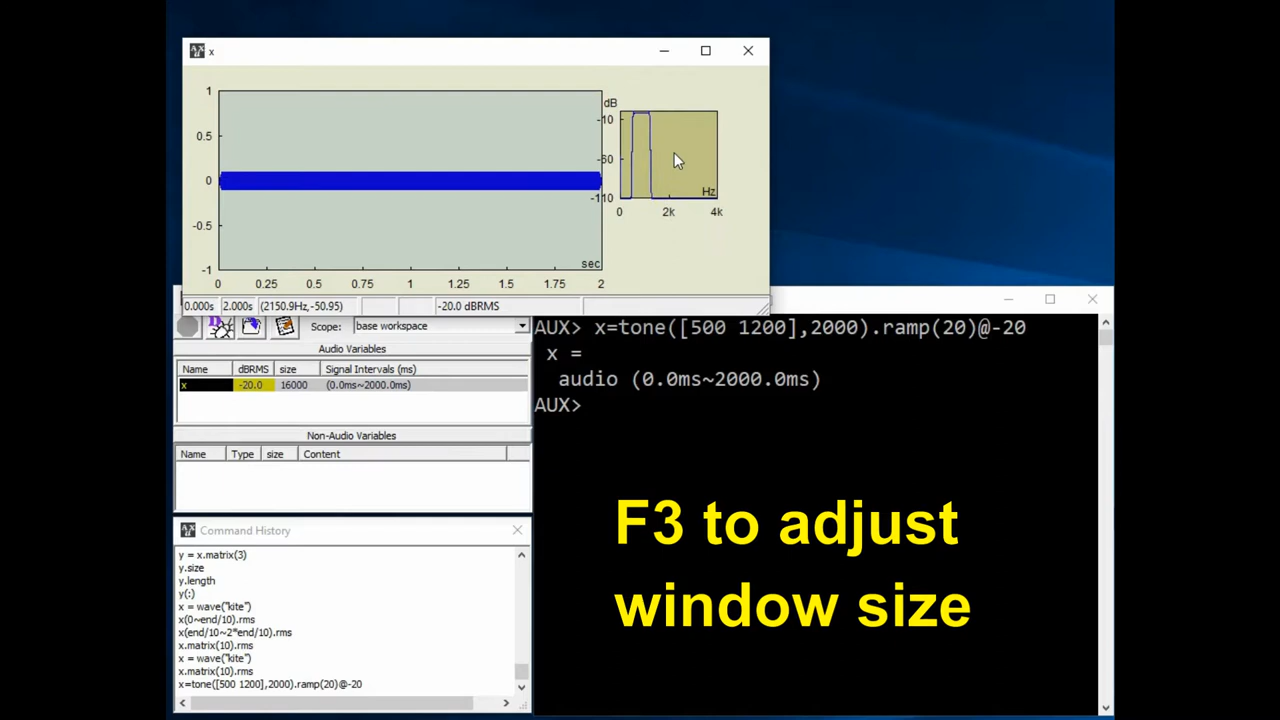 x
dB
1
0.5
0
-0.5
-1
-10
-60
-110
Hz
0 2k 4k
sec
0 0.25 0.5 0.75 1 1.25 1.5 1.75 2
0.000s 2.000s (2150.9Hz,-50.95) -20.0 dBRMS
Scope: base workspace
Audio Variables
Name dBRMS size Signal Intervals (ms)
x -20.0 16000 (0.0ms~2000.0ms)
Non-Audio Variables
Name Type size Content
Command History
y = x.matrix(3)
y.size
y.length
y(:)
x = wave("kite")
x(0~end/10).rms
x(end/10~2*end/10).rms
x.matrix(10).rms
x = wave("kite")
x.matrix(10).rms
x=tone([500 1200],2000).ramp(20)@-20
AUX> x=tone([500 1200],2000).ramp(20)@-20
x =
audio (0.0ms~2000.0ms)
AUX>
F3 to adjust
window size